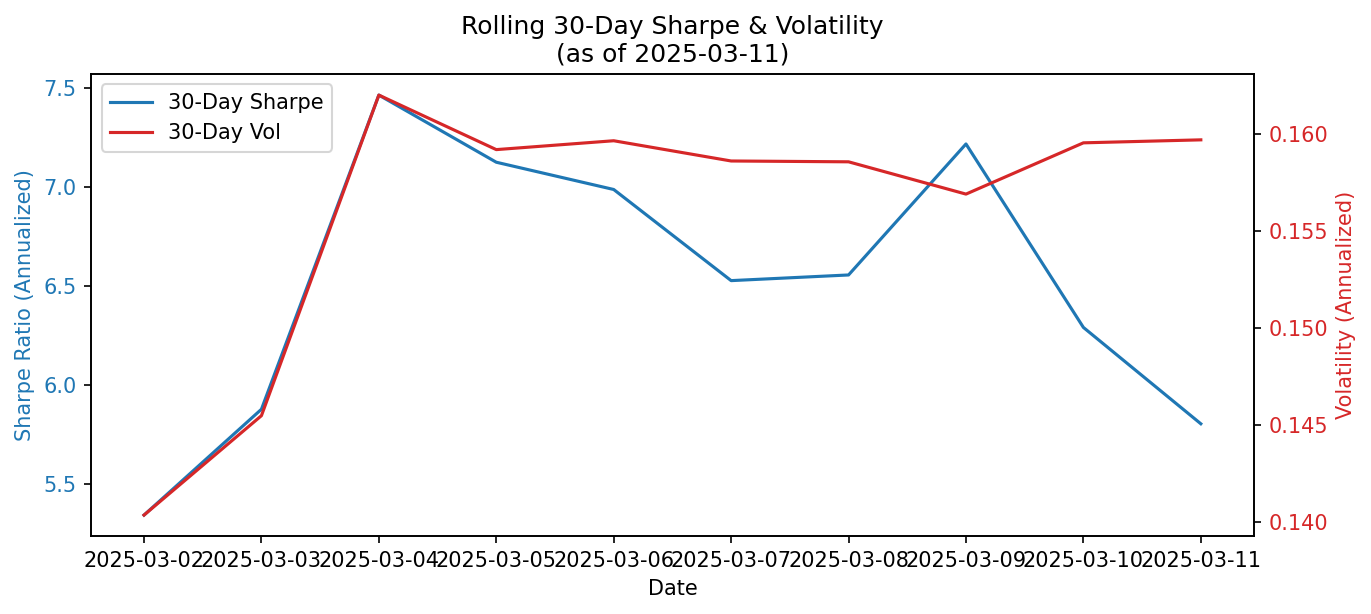 Rolling 30-Day Sharpe & Volatility
(as of 2025-03-11)
30-Day Sharpe
30-Day Vol
Sharpe Ratio (Annualized)
7.5
7.0
6.5
6.0
5.5
0.160
0.155
0.150
0.145
0.140
Volatility (Annualized)
2025-03-02 2025-03-03 2025-03-04 2025-03-05 2025-03-06 2025-03-07 2025-03-08 2025-03-09 2025-03-10 2025-03-11
Date